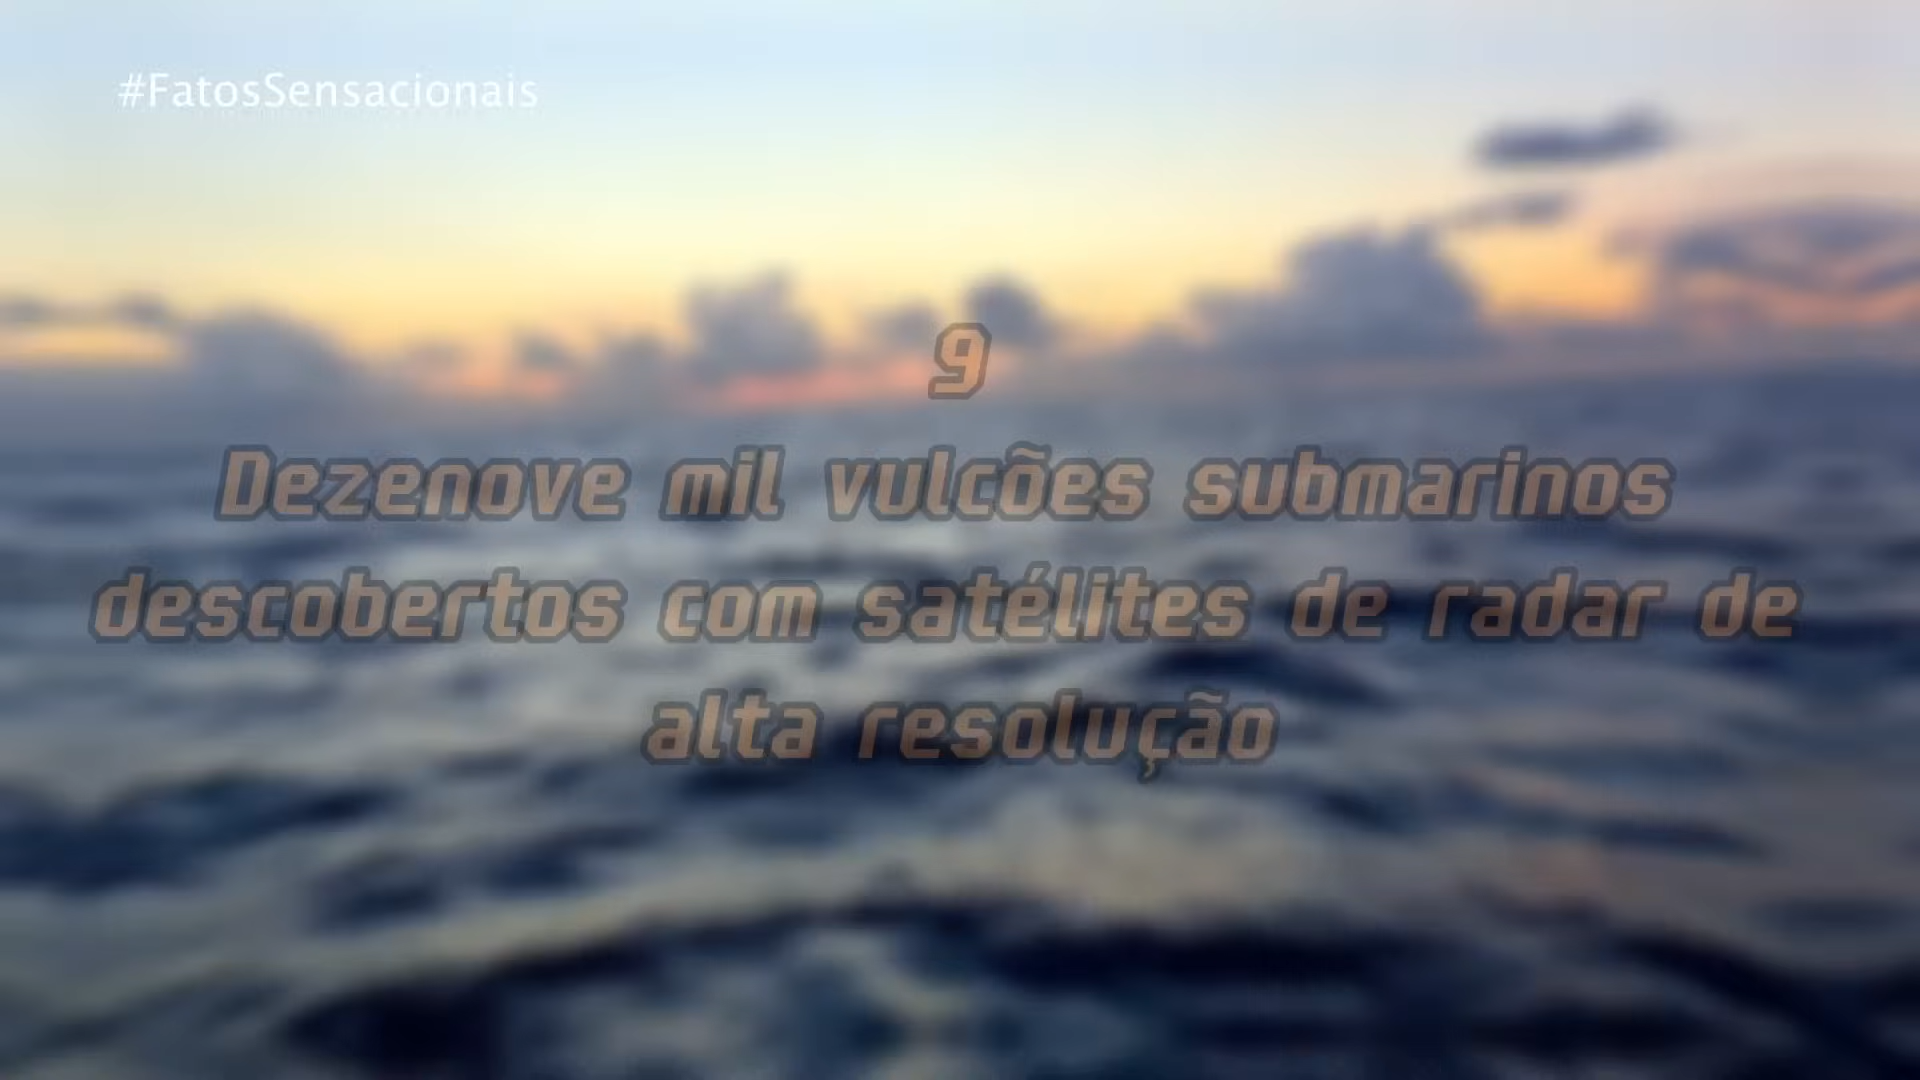 #FatosSensacionais
9
Dezenove mil vulcões submarinos
descobertos com satélites de radar de
alta resolução